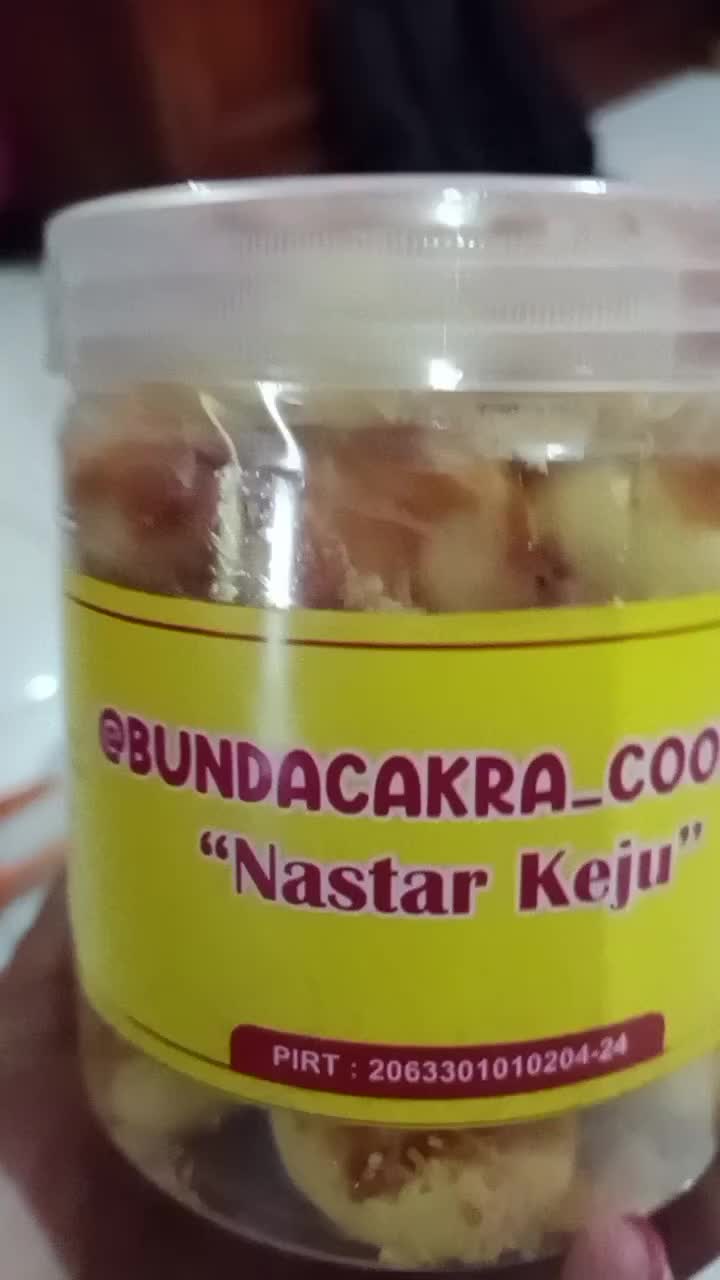 @BUNDACAKRA_COO
"Nastar Keju"
PIRT : 2063301010204-24